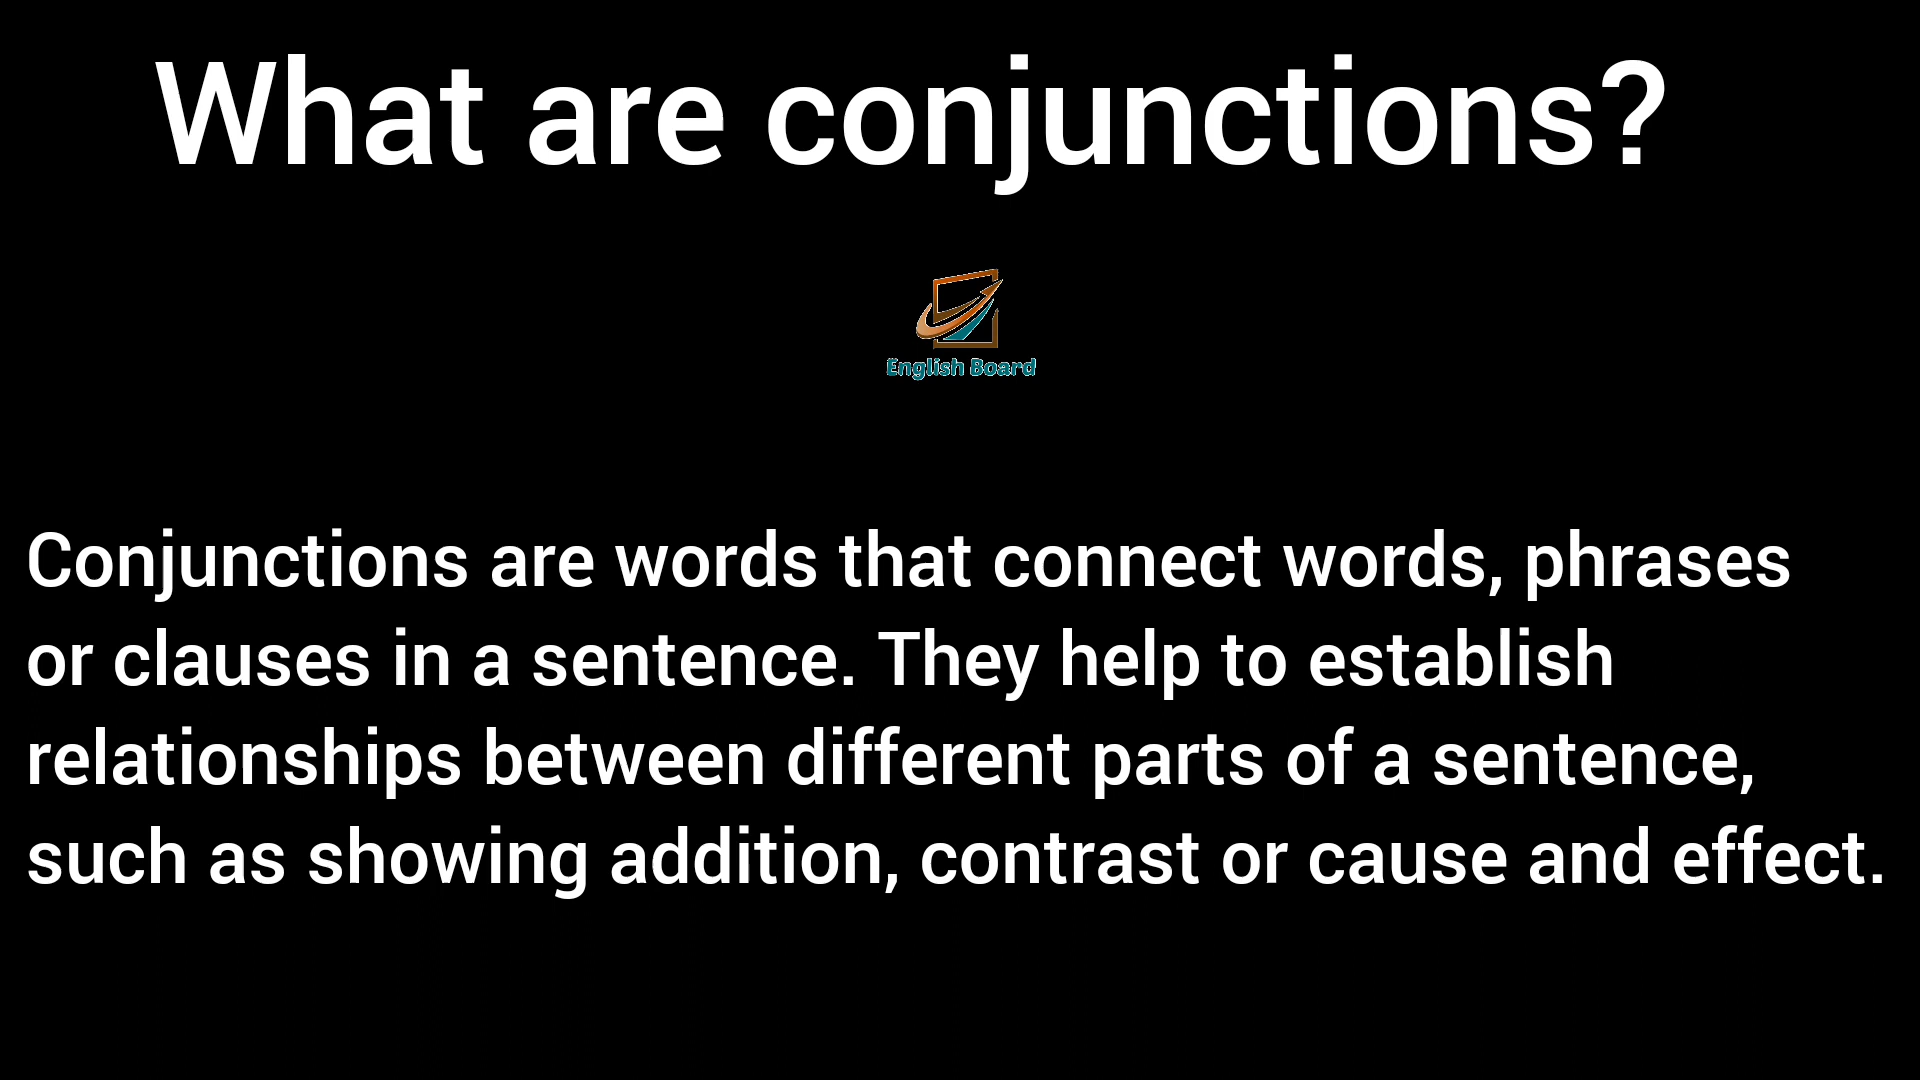 What are conjunctions?
English Board
Conjunctions are words that connect words, phrases
or clauses in a sentence. They help to establish
relationships between different parts of a sentence,
such as showing addition, contrast or cause and effect.